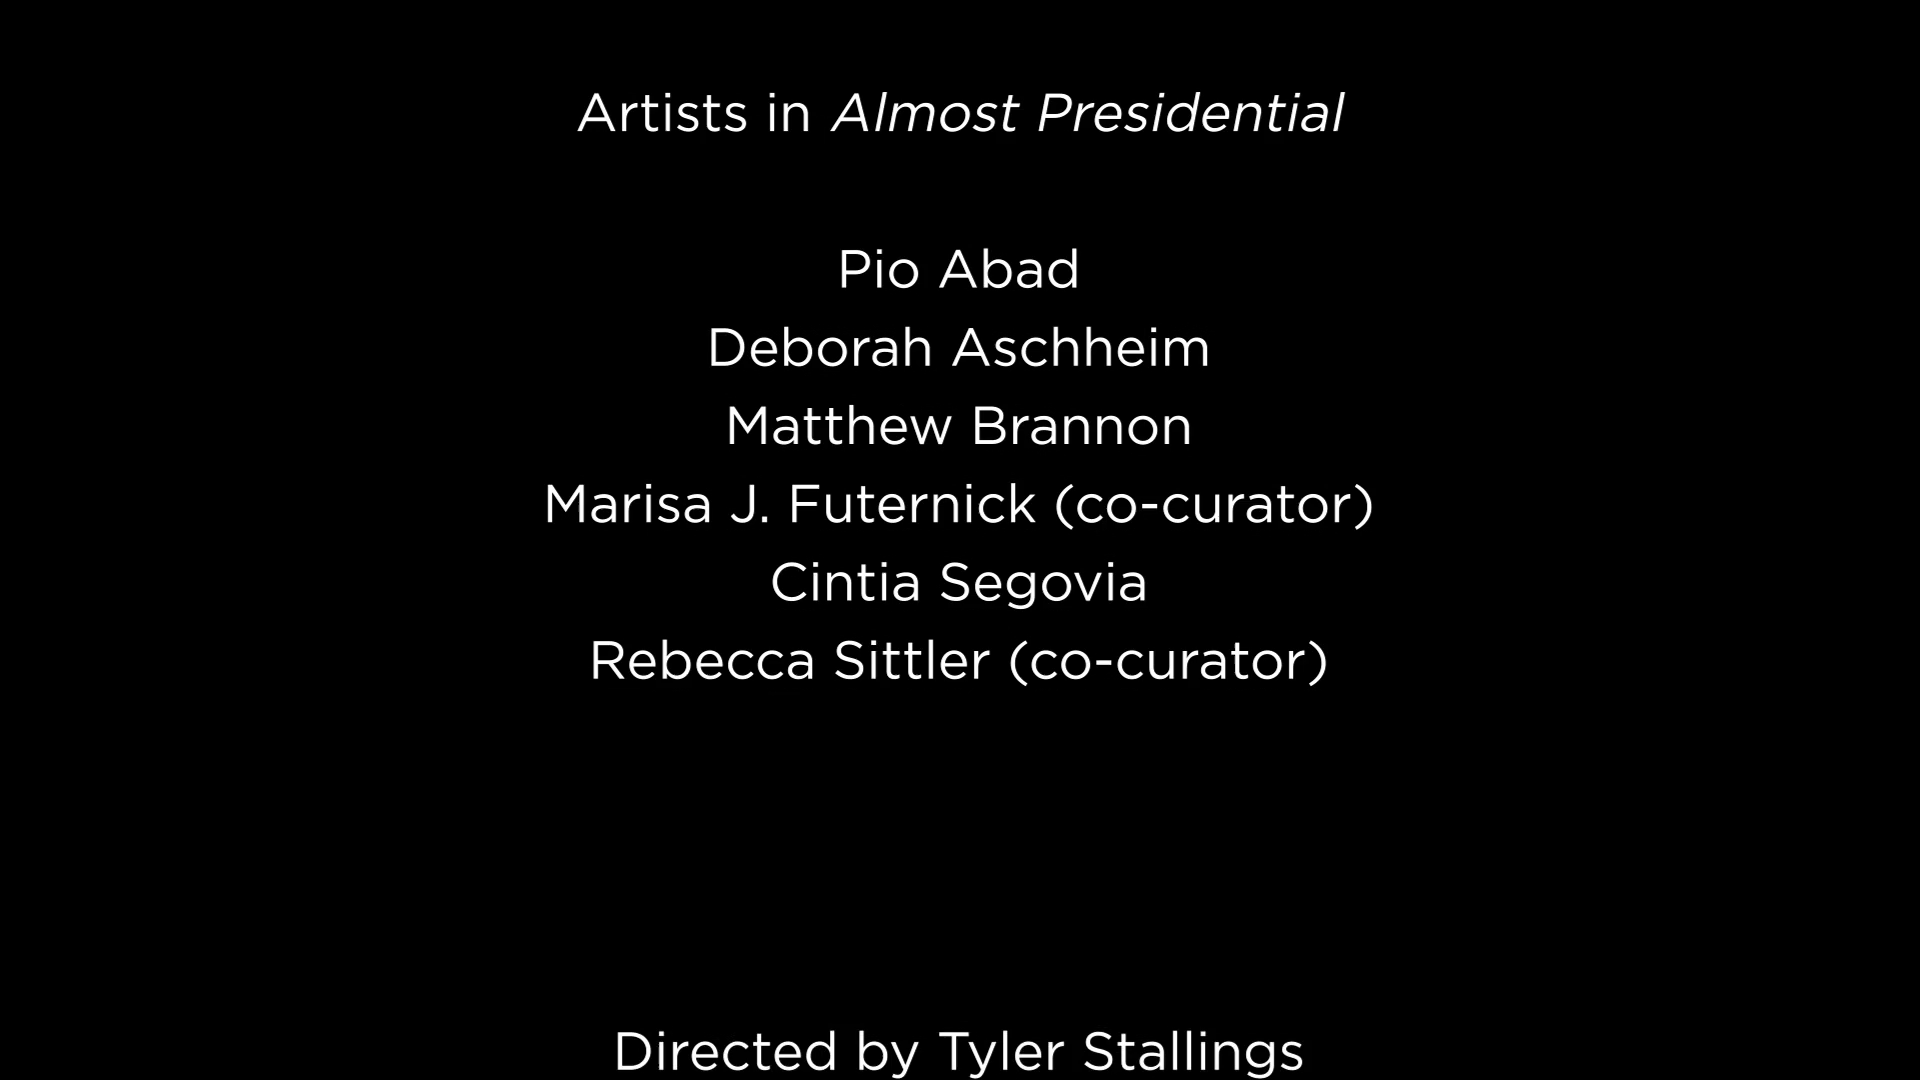 Artists in Almost Presidential
Pio Abad
Deborah Aschheim
Matthew Brannon
Marisa J. Futernick (co-curator)
Cintia Segovia
Rebecca Sittler (co-curator)
Directed by Tyler Stallings